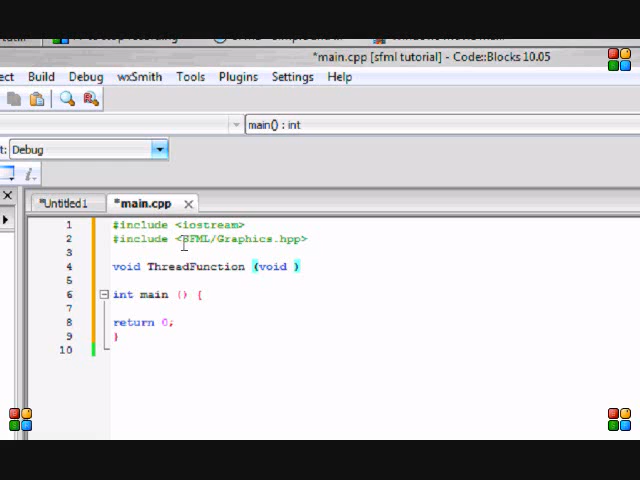 *main.cpp [sfml tutorial] - Code::Blocks 10.05
ect Build Debug wxSmith Tools Plugins Settings Help
main() : int
t: Debug
*Untitled1 *main.cpp
1 #include <iostream>
2 #include <SFML/Graphics.hpp>
3
4 void ThreadFunction (void )
5
6 int main () {
7
8 return 0;
9 }
10